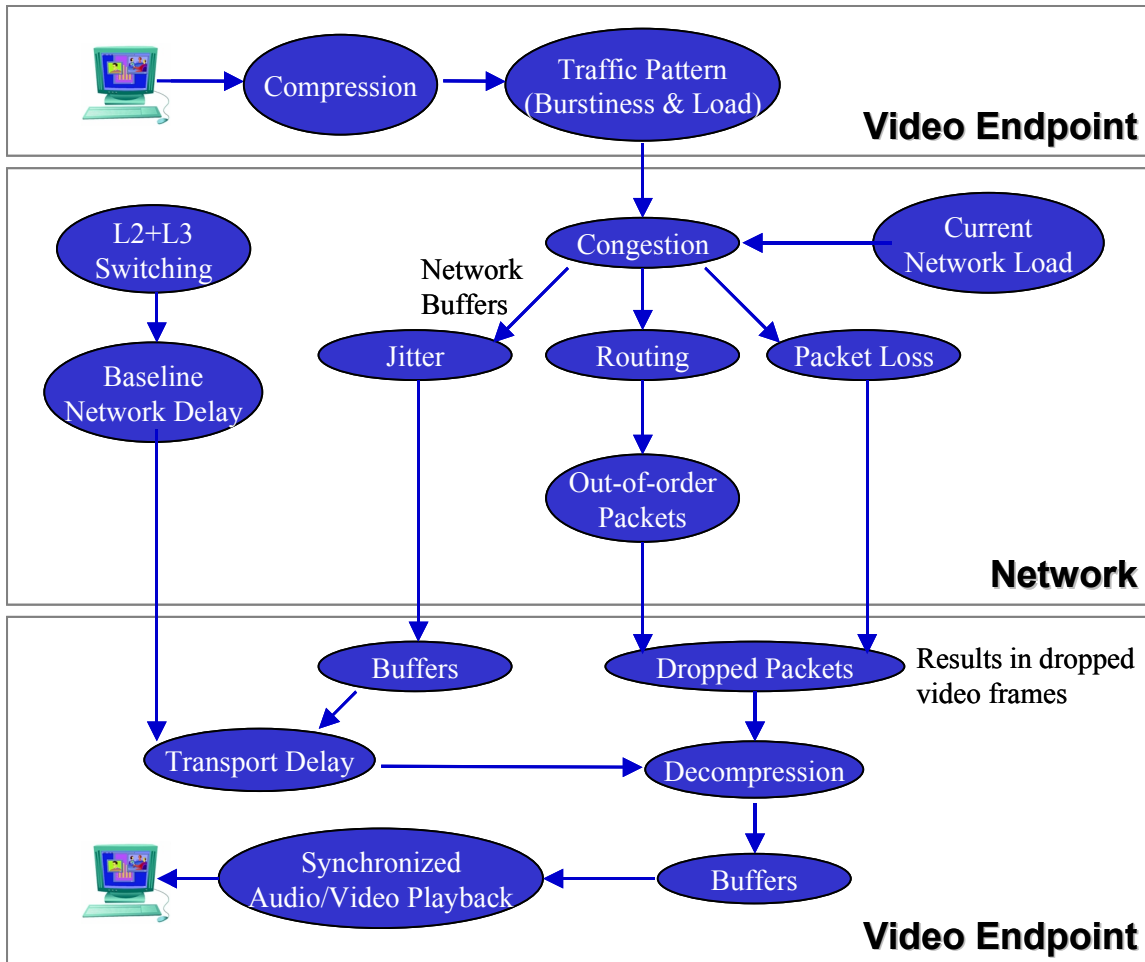 Compression
Traffic Pattern
(Burstiness & Load)
Video Endpoint
L2+L3
Switching
Congestion
Current
Network Load
Network
Buffers
Baseline
Network Delay
Jitter
Routing
Packet Loss
Out-of-order
Packets
Network
Buffers
Dropped Packets
Results in dropped
video frames
Transport Delay
Decompression
Synchronized
Audio/Video Playback
Buffers
Video Endpoint